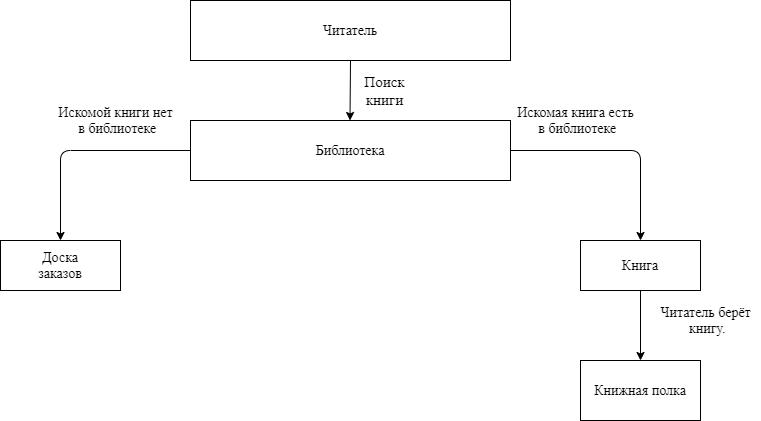 Читатель
Поиск
книги
Искомой книги нет
в библиотеке
Искомая книга есть
в библиотеке
Библиотека
Доска
заказов
Книга
Читатель берёт
книгу.
Книжная полка